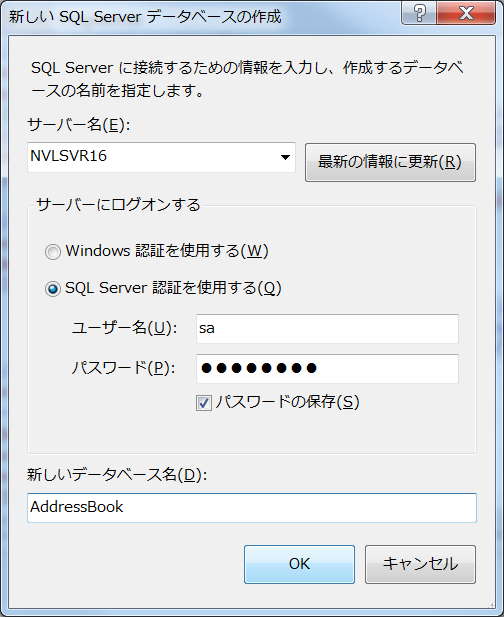 新しい SQL Server データベースの作成
SQL Server に接続するための情報を入力し、作成するデータベ
ースの名前を指定します。
サーバー名(E):
NVLSVR16
最新の情報に更新(R)
サーバーにログオンする
Windows 認証を使用する(W)
SQL Server 認証を使用する(Q)
ユーザー名(U):
sa
パスワード(P):
●●●●●●●●
パスワードの保存(S)
新しいデータベース名(D):
AddressBook
OK
キャンセル